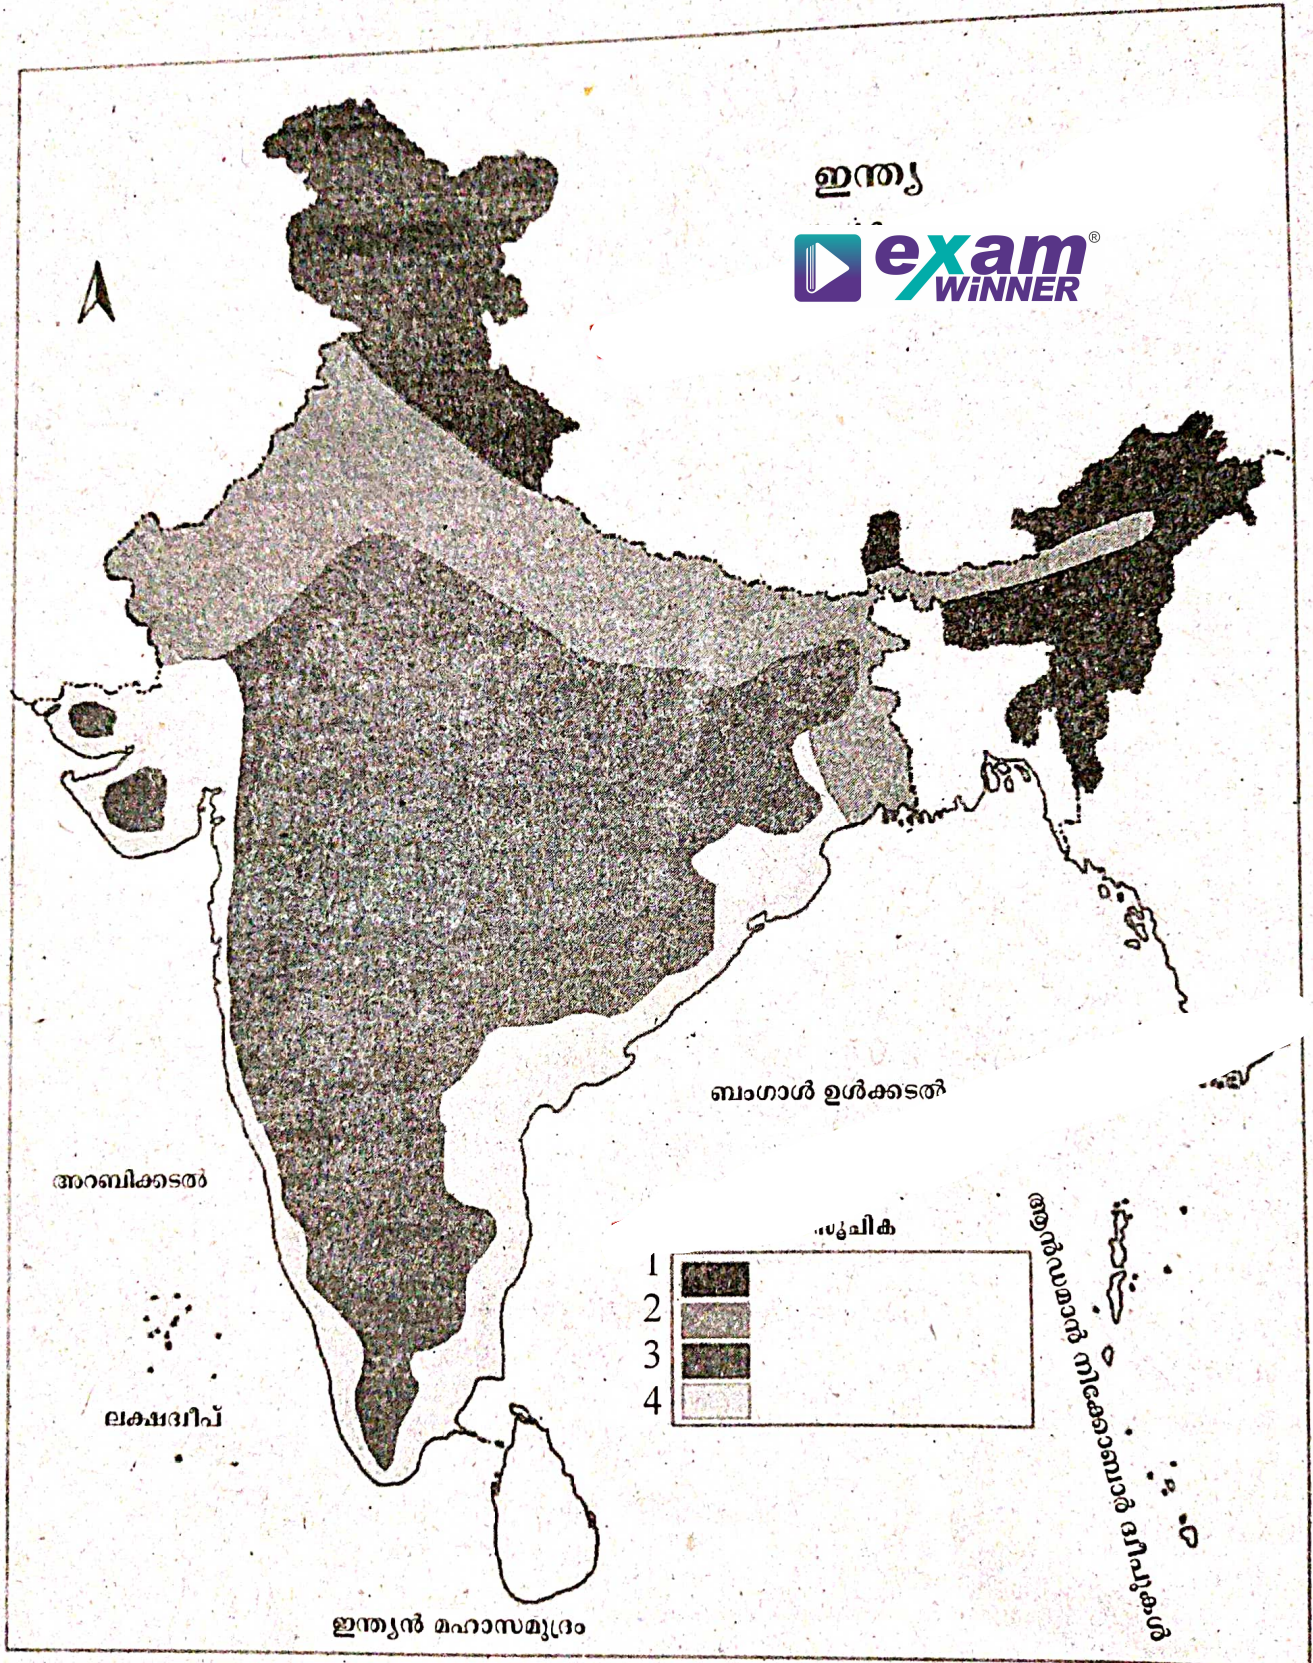 ഇന്ത്യ
exam®
WiNNER
ബംഗാൾ ഉൾക്കടൽ
അറബിക്കടൽ
സൂചിക
1
2
3
4
ആൻഡമാൻ നിക്കോബാർ ദ്വീപുകൾ
ലക്ഷദ്വീപ്
ഇന്ത്യൻ മഹാസമുദ്രം